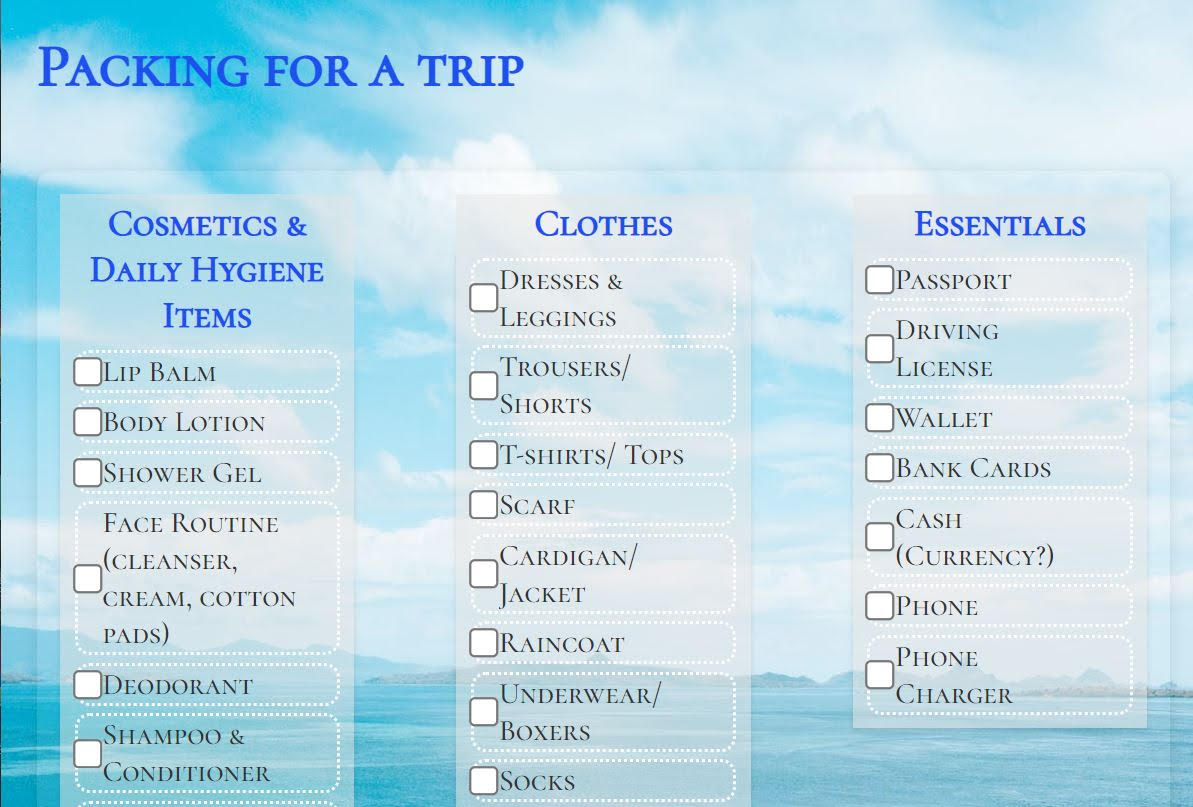 Packing for a trip
Cosmetics &
Daily Hygiene
Items
Lip Balm
Body Lotion
Shower Gel
Face Routine
(cleanser,
cream, cotton
pads)
Deodorant
Shampoo &
Conditioner
Clothes
Dresses &
Leggings
Trousers/
Shorts
T-shirts/ Tops
Scarf
Cardigan/
Jacket
Raincoat
Underwear/
Boxers
Socks
Essentials
Passport
Driving
License
Wallet
Bank Cards
Cash
(Currency?)
Phone
Phone
Charger